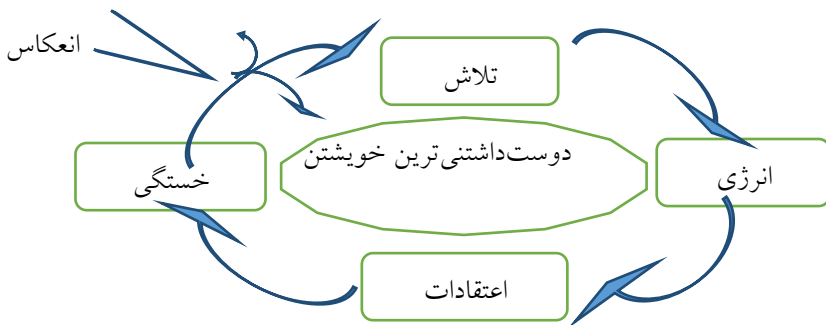 انعکاس
تلاش
دوست‌داشتنی‌ترین خویشتن
خستگی
انرژی
اعتقادات